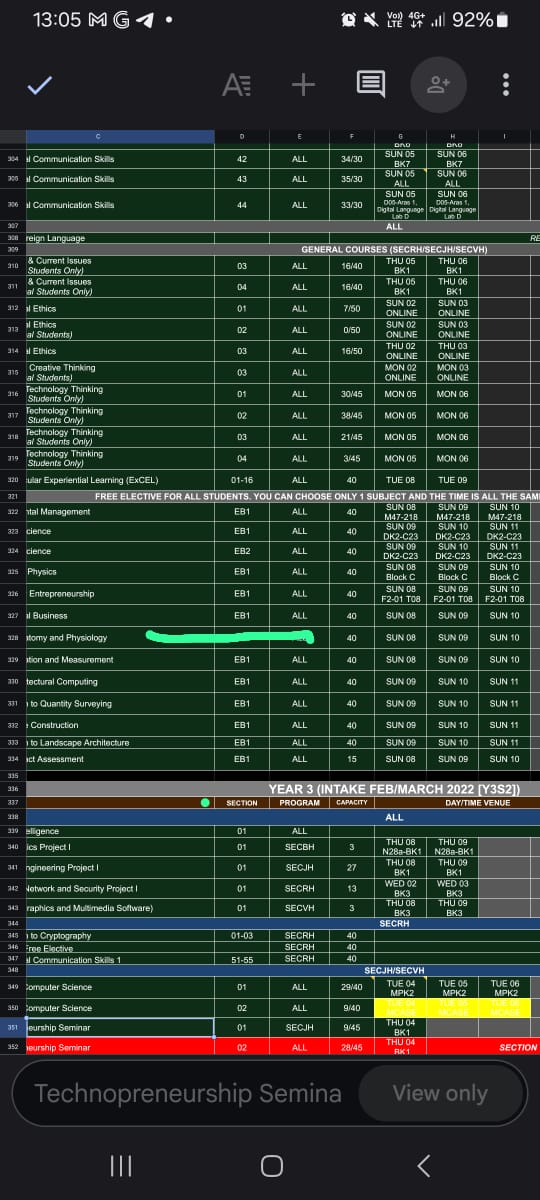 13:05
Vo)) LTE 4G+ 92%
C D E F G H I
304 l Communication Skills 42 ALL 34/30 SUN 05 BK7 SUN 06 BK7
305 l Communication Skills 43 ALL 35/30 SUN 05 ALL SUN 06 ALL
306 l Communication Skills 44 ALL 33/30 SUN 05 D05-Aras 1, Digital Language Lab D SUN 06 D05-Aras 1, Digital Language Lab D
307 ALL
308 reign Language RE
309 GENERAL COURSES (SECRH/SECJH/SECVH)
310 & Current Issues Students Only) 03 ALL 16/40 THU 05 BK1 THU 06 BK1
311 & Current Issues al Students Only) 04 ALL 16/40 THU 05 BK1 THU 06 BK1
312 l Ethics 01 ALL 7/50 SUN 02 ONLINE SUN 03 ONLINE
313 l Ethics al Students) 02 ALL 0/50 SUN 02 ONLINE SUN 03 ONLINE
314 l Ethics 03 ALL 16/50 THU 02 ONLINE THU 03 ONLINE
315 Creative Thinking al Students) 03 ALL MON 02 ONLINE MON 03 ONLINE
316 Technology Thinking Students Only) 01 ALL 30/45 MON 05 MON 06
317 Technology Thinking Students Only) 02 ALL 38/45 MON 05 MON 06
318 Technology Thinking al Students Only) 03 ALL 21/45 MON 05 MON 06
319 Technology Thinking Students Only) 04 ALL 3/45 MON 05 MON 06
320 ular Experiential Learning (ExCEL) 01-16 ALL 40 TUE 08 TUE 09
321 FREE ELECTIVE FOR ALL STUDENTS. YOU CAN CHOOSE ONLY 1 SUBJECT AND THE TIME IS ALL THE SAM
322 ntal Management EB1 ALL 40 SUN 08 M47-218 SUN 09 M47-218 SUN 10 M47-218
323 cience EB1 ALL 40 SUN 09 DK2-C23 SUN 10 DK2-C23 SUN 11 DK2-C23
324 cience EB2 ALL 40 SUN 09 DK2-C23 SUN 10 DK2-C23 SUN 11 DK2-C23
325 Physics EB1 ALL 40 SUN 08 Block C SUN 09 Block C SUN 10 Block C
326 Entrepreneurship EB1 ALL 40 SUN 08 F2-01 T08 SUN 09 F2-01 T08 SUN 10 F2-01 T08
327 l Business EB1 ALL 40 SUN 08 SUN 09 SUN 10
328 tomy and Physiology 40 SUN 08 SUN 09 SUN 10
329 tion and Measurement EB1 ALL 40 SUN 08 SUN 09 SUN 10
330 tectural Computing EB1 ALL 40 SUN 09 SUN 10 SUN 11
331 to Quantity Surveying EB1 ALL 40 SUN 09 SUN 10 SUN 11
332 Construction EB1 ALL 40 SUN 09 SUN 10 SUN 11
333 to Landscape Architecture EB1 ALL 40 SUN 09 SUN 10 SUN 11
334 ct Assessment EB1 ALL 15 SUN 08 SUN 09 SUN 10
335
336 YEAR 3 (INTAKE FEB/MARCH 2022 [Y3S2])
337 SECTION PROGRAM CAPACITY DAY/TIME VENUE
338 ALL
339 elligence 01 ALL
340 ics Project I 01 SECBH 3 THU 08 N28a-BK1 THU 09 N28a-BK1
341 ngineering Project I 01 SECJH 27 THU 08 BK1 THU 09 BK1
342 Network and Security Project I 01 SECRH 13 WED 02 BK3 WED 03 BK3
343 raphics and Multimedia Software) 01 SECVH 3 THU 08 BK3 THU 09 BK3
344 SECRH
345 to Cryptography 01-03 SECRH 40
346 Free Elective SECRH 40
347 l Communication Skills 1 51-55 SECRH 40
348 SECJH/SECVH
349 Computer Science 01 ALL 29/40 TUE 04 MPK2 TUE 05 MPK2 TUE 06 MPK2
350 Computer Science 02 ALL 9/40
351 eurship Seminar 01 SECJH 9/45 THU 04 BK1
352 eurship Seminar 02 ALL 28/45 THU 04 BK1 SECTION
Technopreneurship Semina View only